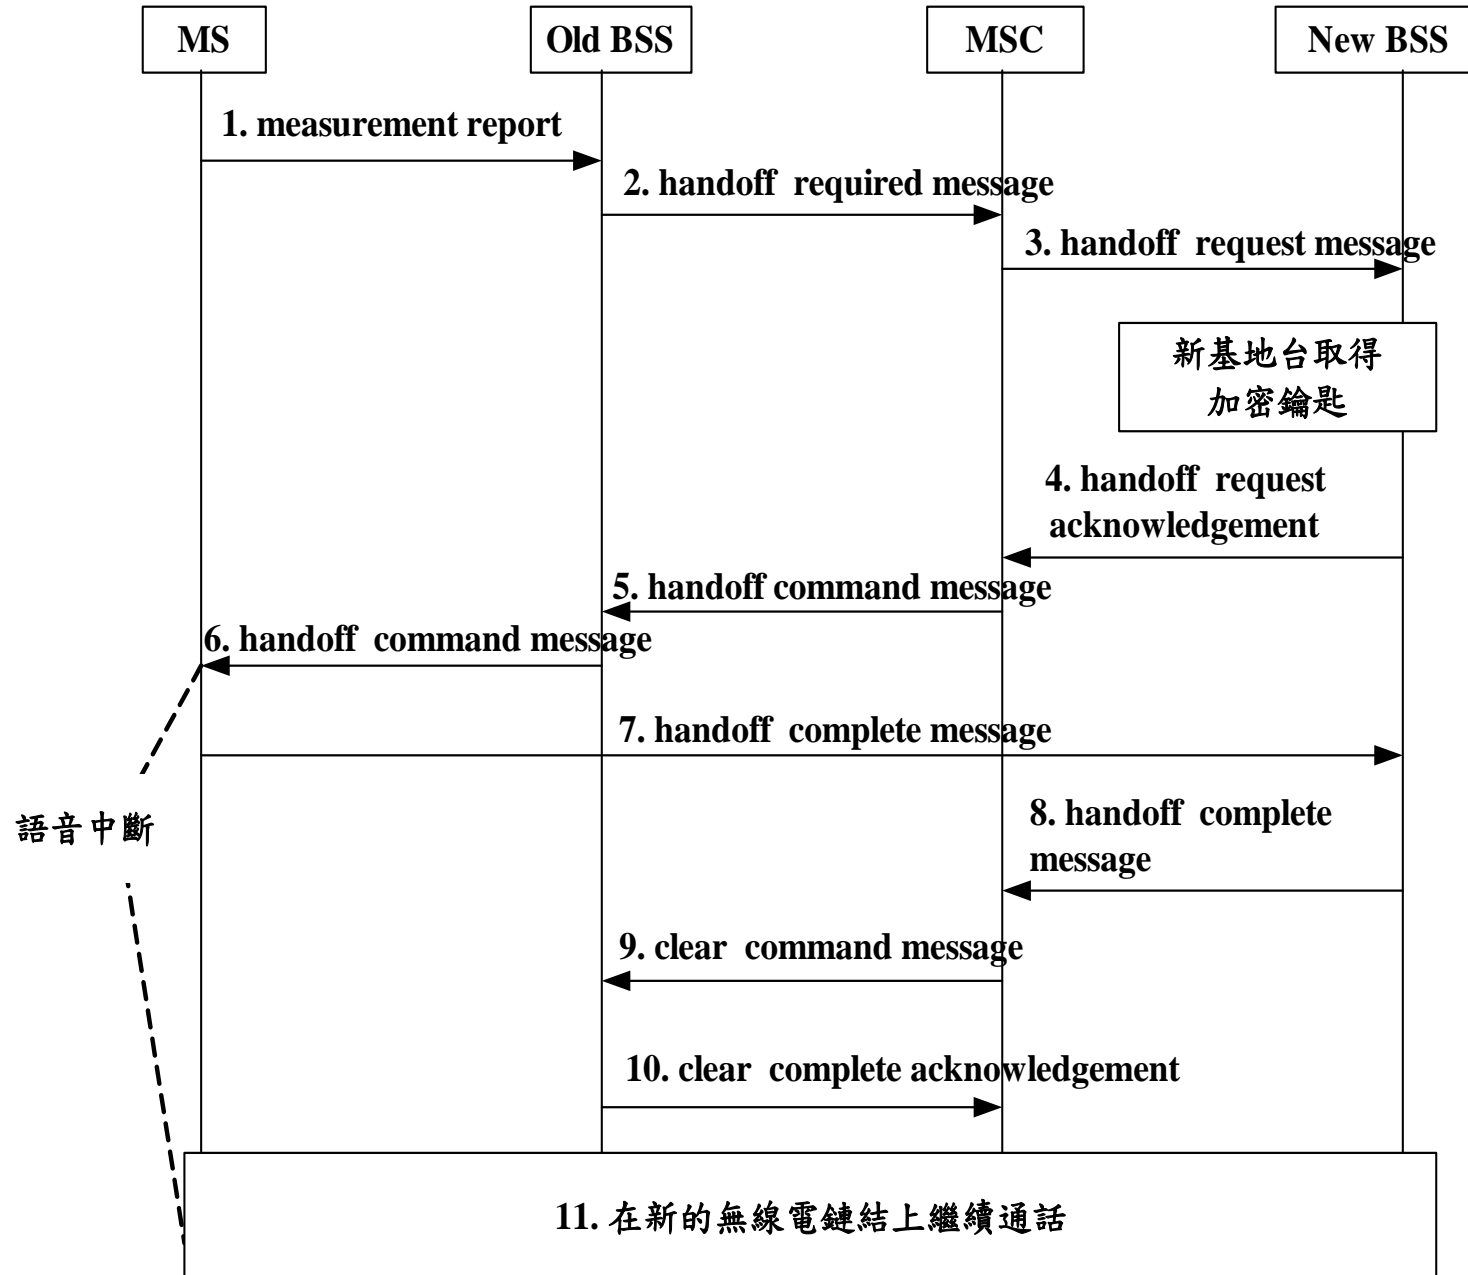 MS
Old BSS
MSC
New BSS
1. measurement report
2. handoff required message
3. handoff request message
新基地台取得
加密鑰匙
4. handoff request
acknowledgement
5. handoff command message
6. handoff command message
7. handoff complete message
語音中斷
8. handoff complete
message
9. clear command message
10. clear complete acknowledgement
11. 在新的無線電鏈結上繼續通話